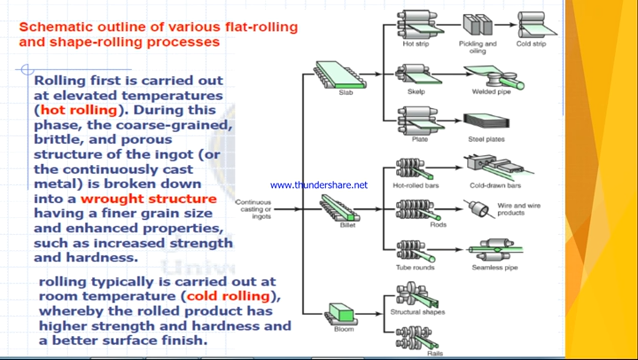 Schematic outline of various flat-rolling
and shape-rolling processes
Rolling first is carried out
at elevated temperatures
(hot rolling). During this
phase, the coarse-grained,
brittle, and porous
structure of the ingot (or
the continuously cast
metal) is broken down
into a wrought structure
having a finer grain size
and enhanced properties,
such as increased strength
and hardness.
rolling typically is carried out at
room temperature (cold rolling),
whereby the rolled product has
higher strength and hardness and
a better surface finish.
www.thundershare.net
Continuous
casting or
ingots
Slab
Hot strip
Pickling and
oiling
Cold strip
Skelp
Welded pipe
Plate
Steel plates
Billet
Hot-rolled bars
Cold-drawn bars
Rods
Wire and wire
products
Tube rounds
Seamless pipe
Bloom
Structural shapes
Rails